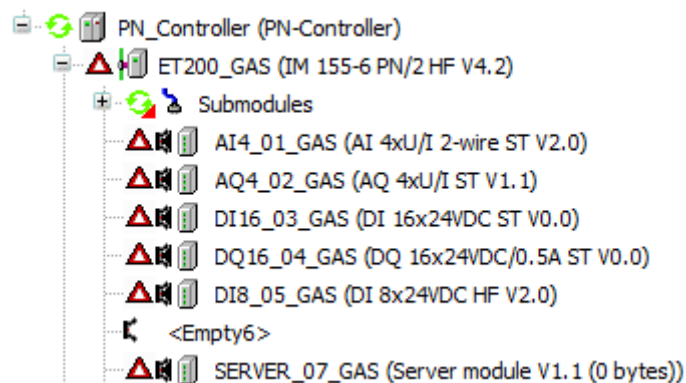 PN_Controller (PN-Controller)
ET200_GAS (IM 155-6 PN/2 HF V4.2)
Submodules
AI4_01_GAS (AI 4xU/I 2-wire ST V2.0)
AQ4_02_GAS (AQ 4xU/I ST V1.1)
DI16_03_GAS (DI 16x24VDC ST V0.0)
DQ16_04_GAS (DQ 16x24VDC/0.5A ST V0.0)
DI8_05_GAS (DI 8x24VDC HF V2.0)
<Empty6>
SERVER_07_GAS (Server module V1.1 (0 bytes))